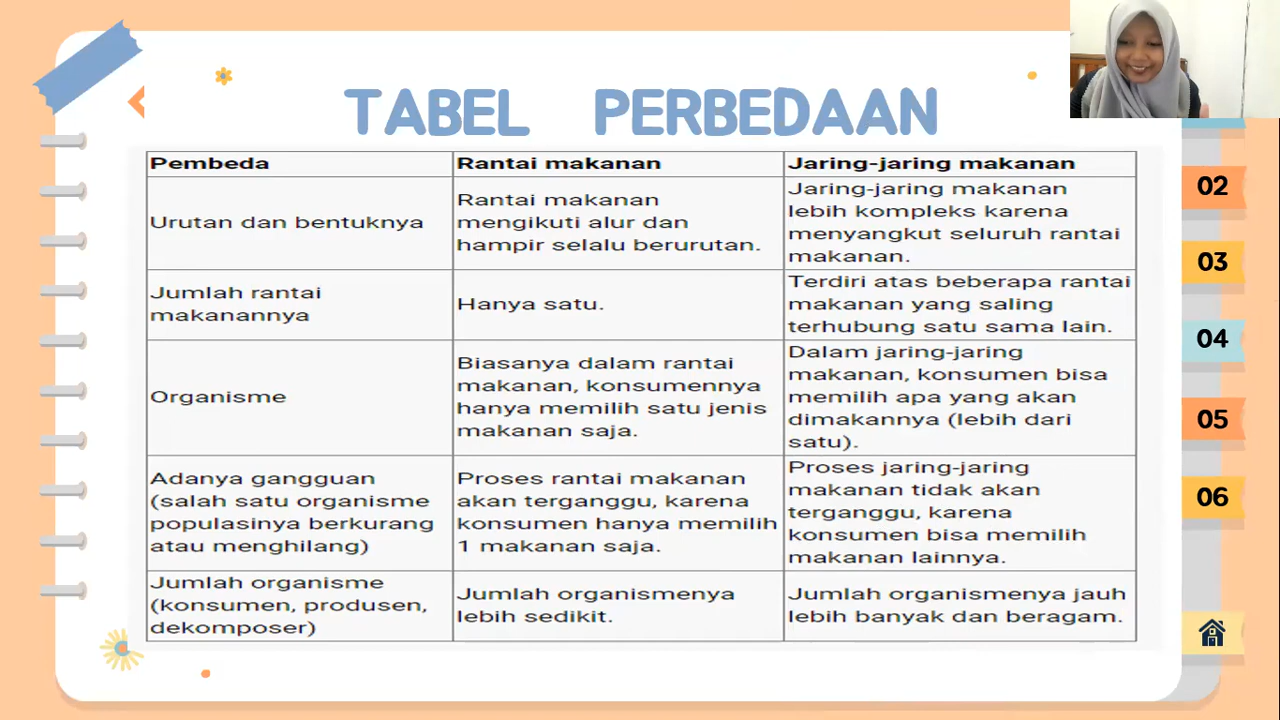 TABEL PERBEDAAN
Pembeda
Rantai makanan
Jaring-jaring makanan
Urutan dan bentuknya
Rantai makanan
mengikuti alur dan
hampir selalu berurutan.
Jaring-jaring makanan
lebih kompleks karena
menyangkut seluruh rantai
makanan.
Jumlah rantai
makanannya
Hanya satu.
Terdiri atas beberapa rantai
makanan yang saling
terhubung satu sama lain.
Organisme
Biasanya dalam rantai
makanan, konsumennya
hanya memilih satu jenis
makanan saja.
Dalam jaring-jaring
makanan, konsumen bisa
memilih apa yang akan
dimakannya (lebih dari
satu).
Adanya gangguan
(salah satu organisme
populasinya berkurang
atau menghilang)
Proses rantai makanan
akan terganggu, karena
konsumen hanya memilih
1 makanan saja.
Proses jaring-jaring
makanan tidak akan
terganggu, karena
konsumen bisa memilih
makanan lainnya.
Jumlah organisme
(konsumen, produsen,
dekomposer)
Jumlah organismenya
lebih sedikit.
Jumlah organismenya jauh
lebih banyak dan beragam.
02
03
04
05
06